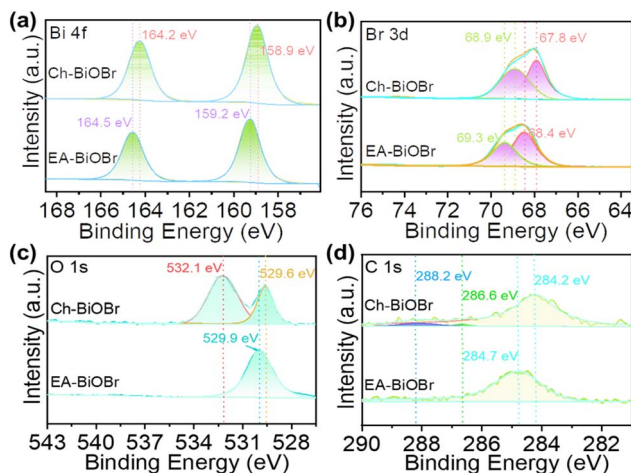 (a)
Bi 4f
164.2 eV
158.9 eV
Ch-BiOBr
164.5 eV
159.2 eV
EA-BiOBr
Intensity (a.u.)
168 166 164 162 160 158
Binding Energy (eV)
(b)
Br 3d
68.9 eV
67.8 eV
Ch-BiOBr
69.3 eV
68.4 eV
EA-BiOBr
Intensity (a.u.)
76 74 72 70 68 66 64
Binding Energy (eV)
(c)
O 1s
532.1 eV
529.6 eV
Ch-BiOBr
529.9 eV
EA-BiOBr
Intensity (a.u.)
543 540 537 534 531 528
Binding Energy (eV)
(d)
C 1s
288.2 eV
286.6 eV
284.2 eV
Ch-BiOBr
284.7 eV
EA-BiOBr
Intensity (a.u.)
290 288 286 284 282
Binding Energy (eV)